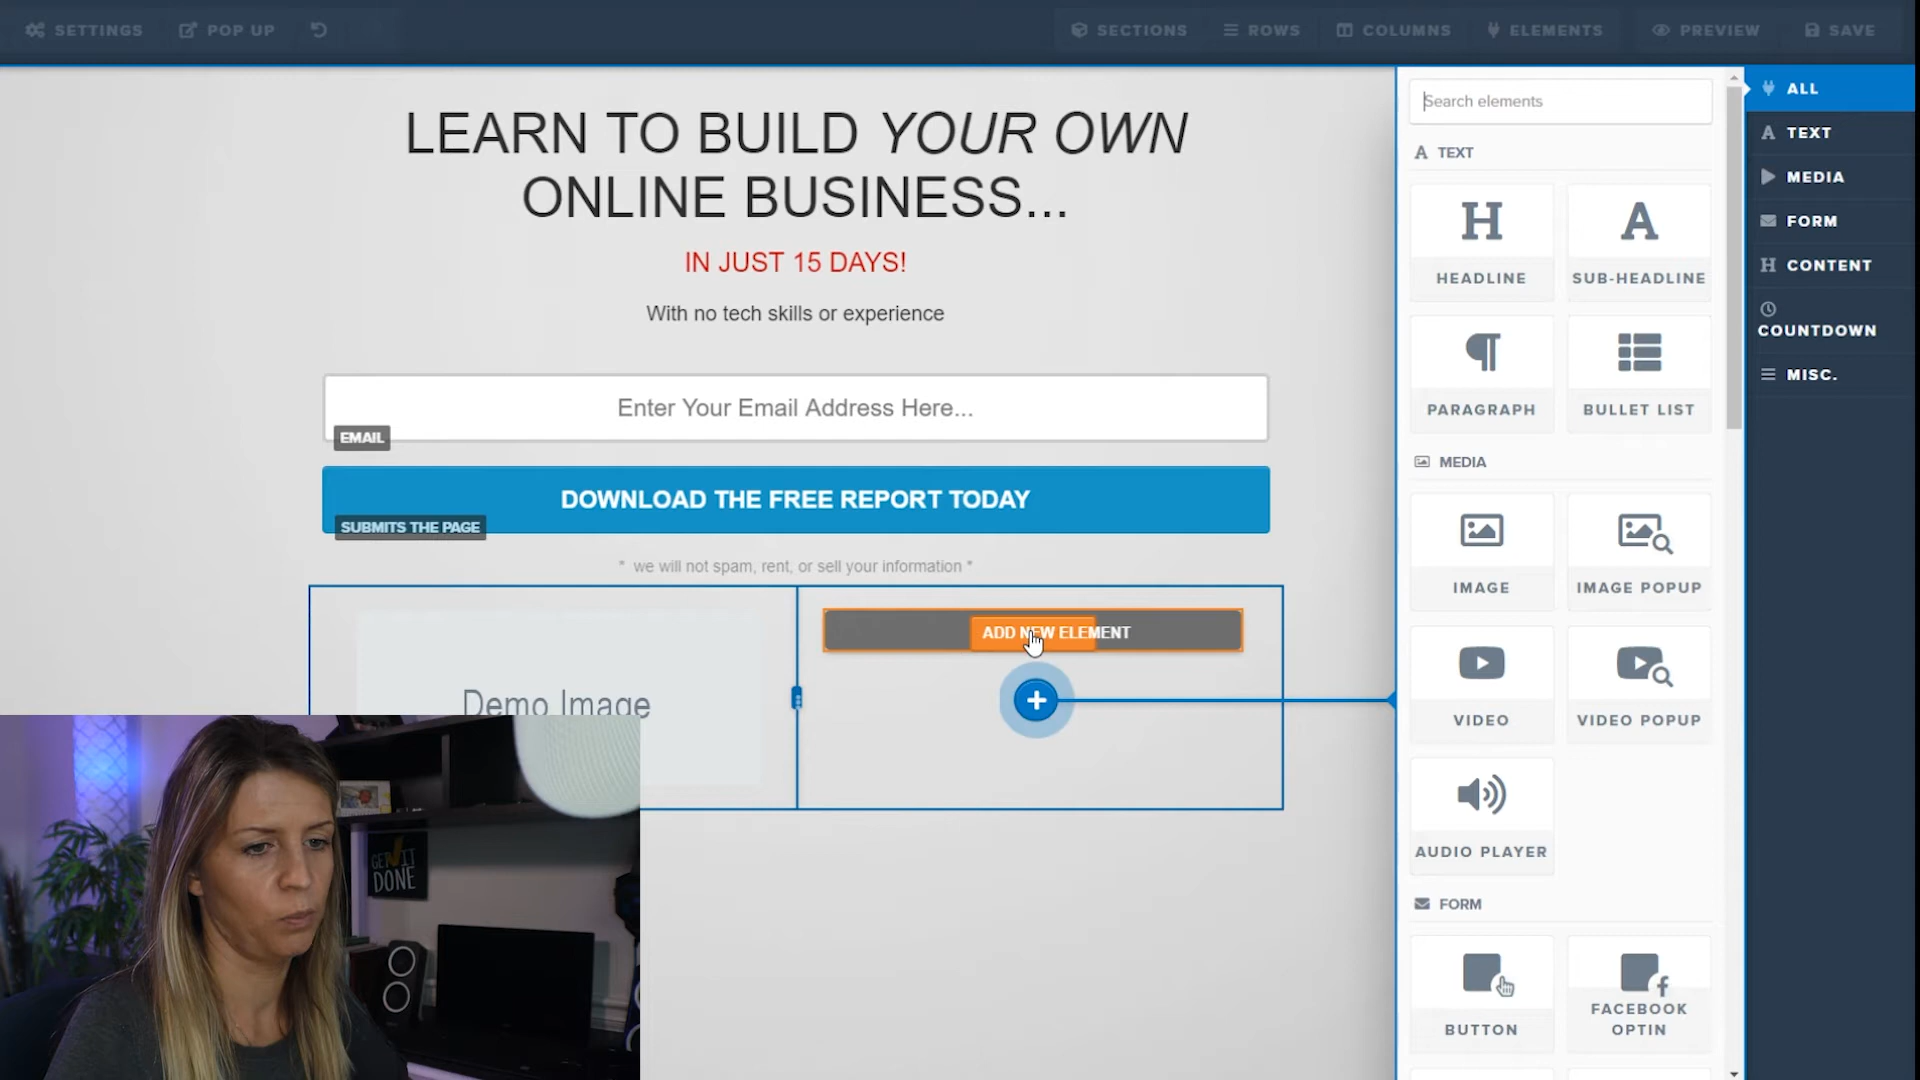 SETTINGS
POP UP
SECTIONS
ROWS
COLUMNS
ELEMENTS
PREVIEW
SAVE
LEARN TO BUILD YOUR OWN
ONLINE BUSINESS...
IN JUST 15 DAYS!
With no tech skills or experience
Enter Your Email Address Here...
EMAIL
DOWNLOAD THE FREE REPORT TODAY
SUBMITS THE PAGE
* we will not spam, rent, or sell your information *
ADD NEW ELEMENT
Demo Image
GET IT
DONE
Search elements
TEXT
HEADLINE
SUB-HEADLINE
PARAGRAPH
BULLET LIST
MEDIA
IMAGE
IMAGE POPUP
VIDEO
VIDEO POPUP
AUDIO PLAYER
FORM
BUTTON
FACEBOOK
OPTIN
ALL
TEXT
MEDIA
FORM
CONTENT
COUNTDOWN
MISC.